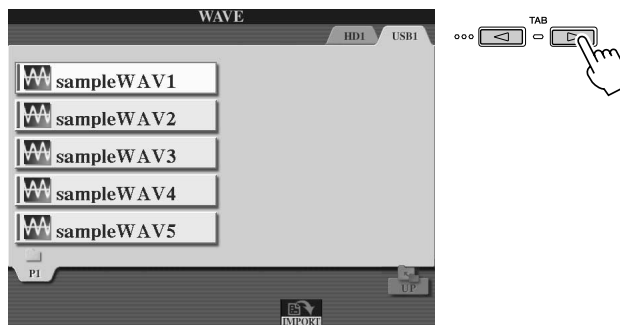 WAVE
HD1 USB1
TAB
sampleWAV1
sampleWAV2
sampleWAV3
sampleWAV4
sampleWAV5
P1
UP
IMPORT